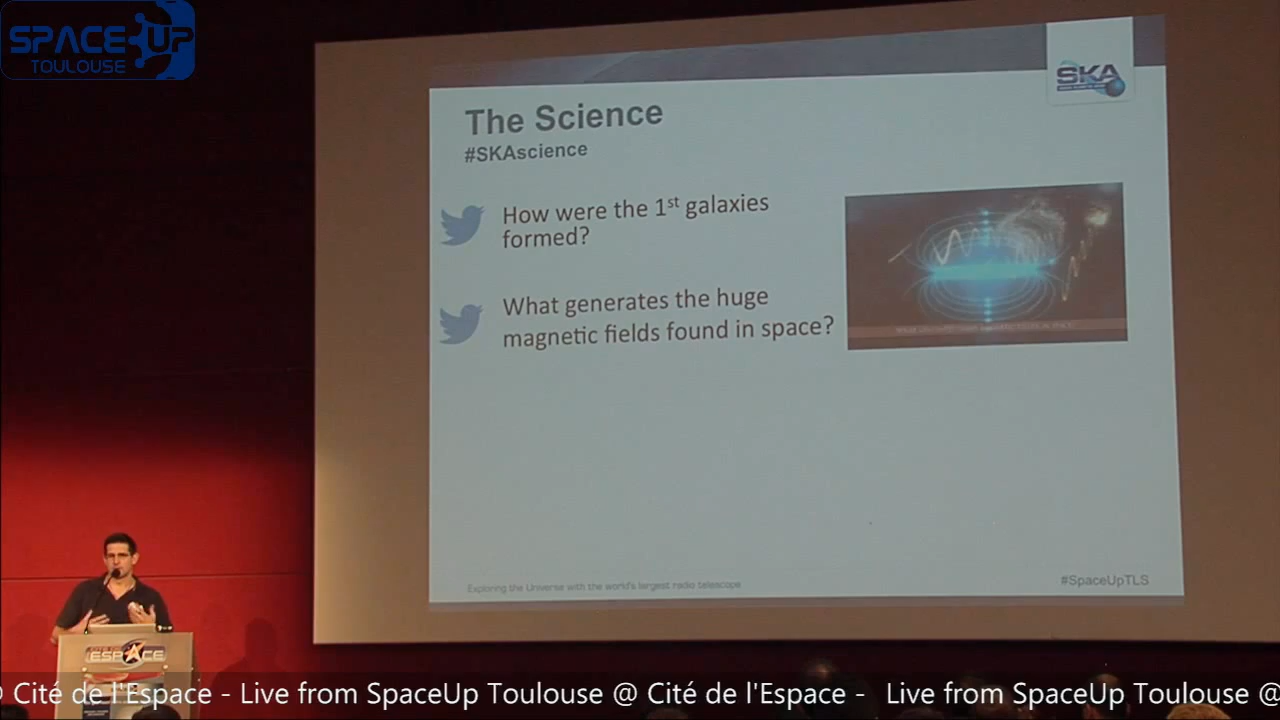 SPACE UP
TOULOUSE
SKA
The Science
#SKAscience
How were the 1st galaxies
formed?
What generates the huge
magnetic fields found in space?
Exploring the Universe with the world's largest radio telescope
#SpaceUpTLS
ESPACE
@ Cité de l'Espace - Live from SpaceUp Toulouse @ Cité de l'Espace - Live from SpaceUp Toulouse @